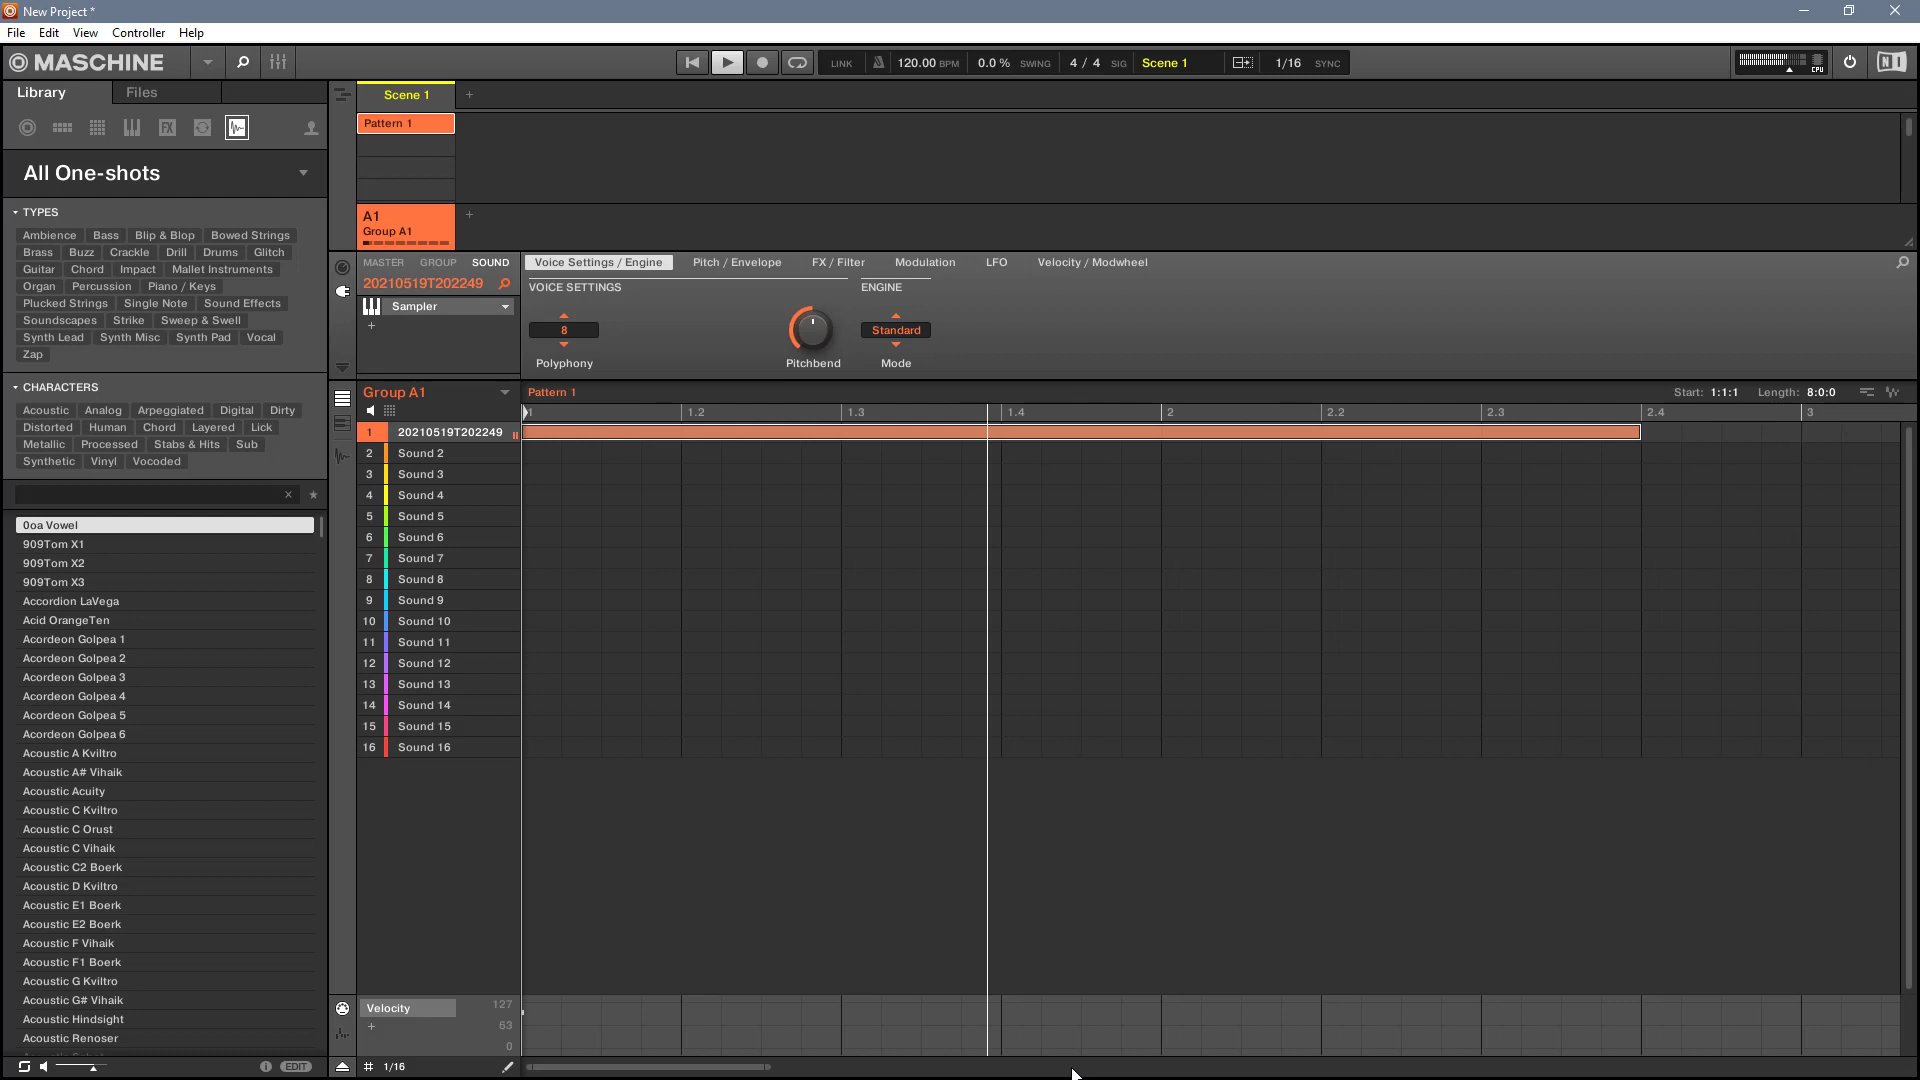 New Project *
File Edit View Controller Help
MASCHINE
LINK 120.00 BPM 0.0 % SWING 4 / 4 SIG Scene 1 1/16 SYNC
CPU
Library Files
Scene 1 +
Pattern 1
FX
All One-shots
TYPES
Ambience Bass Blip & Blop Bowed Strings
Brass Buzz Crackle Drill Drums Glitch
Guitar Chord Impact Mallet Instruments
Organ Percussion Piano / Keys
Plucked Strings Single Note Sound Effects
Soundscapes Strike Sweep & Swell
Synth Lead Synth Misc Synth Pad Vocal
Zap
CHARACTERS
Acoustic Analog Arpeggiated Digital Dirty
Distorted Human Chord Layered Lick
Metallic Processed Stabs & Hits Sub
Synthetic Vinyl Vocoded
0oa Vowel
909Tom X1
909Tom X2
909Tom X3
Accordion LaVega
Acid OrangeTen
Acordeon Golpea 1
Acordeon Golpea 2
Acordeon Golpea 3
Acordeon Golpea 4
Acordeon Golpea 5
Acordeon Golpea 6
Acoustic A Kviltro
Acoustic A# Vihaik
Acoustic Acuity
Acoustic C Kviltro
Acoustic C Orust
Acoustic C Vihaik
Acoustic C2 Boerk
Acoustic D Kviltro
Acoustic E1 Boerk
Acoustic E2 Boerk
Acoustic F Vihaik
Acoustic F1 Boerk
Acoustic G Kviltro
Acoustic G# Vihaik
Acoustic Hindsight
Acoustic Renoser
EDIT
A1 +
Group A1
MASTER GROUP SOUND
20210519T202249
Sampler
+
Voice Settings / Engine Pitch / Envelope FX / Filter Modulation LFO Velocity / Modwheel
VOICE SETTINGS ENGINE
8 Standard
Polyphony Pitchbend Mode
Group A1 Pattern 1 Start: 1:1:1 Length: 8:0:0
1 1.2 1.3 1.4 2 2.2 2.3 2.4 3
1 20210519T202249
2 Sound 2
3 Sound 3
4 Sound 4
5 Sound 5
6 Sound 6
7 Sound 7
8 Sound 8
9 Sound 9
10 Sound 10
11 Sound 11
12 Sound 12
13 Sound 13
14 Sound 14
15 Sound 15
16 Sound 16
Velocity 127
+ 63
0
# 1/16